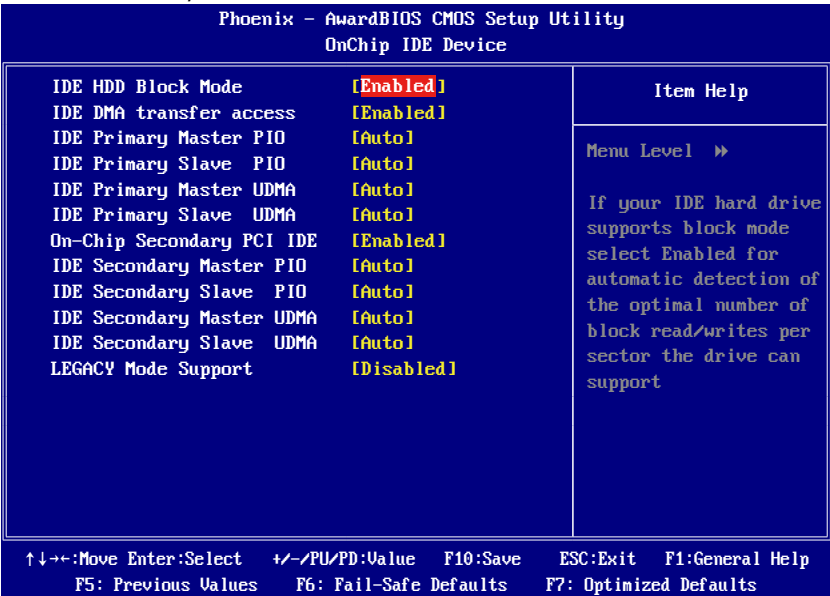 Phoenix - AwardBIOS CMOS Setup Utility
OnChip IDE Device
IDE HDD Block Mode [Enabled]
IDE DMA transfer access [Enabled]
IDE Primary Master PIO [Auto]
IDE Primary Slave PIO [Auto]
IDE Primary Master UDMA [Auto]
IDE Primary Slave UDMA [Auto]
On-Chip Secondary PCI IDE [Enabled]
IDE Secondary Master PIO [Auto]
IDE Secondary Slave PIO [Auto]
IDE Secondary Master UDMA [Auto]
IDE Secondary Slave UDMA [Auto]
LEGACY Mode Support [Disabled]
Item Help
Menu Level ▸▸
If your IDE hard drive
supports block mode
select Enabled for
automatic detection of
the optimal number of
block read/writes per
sector the drive can
support
↑↓→←:Move Enter:Select +/-/PU/PD:Value F10:Save ESC:Exit F1:General Help
F5: Previous Values F6: Fail-Safe Defaults F7: Optimized Defaults